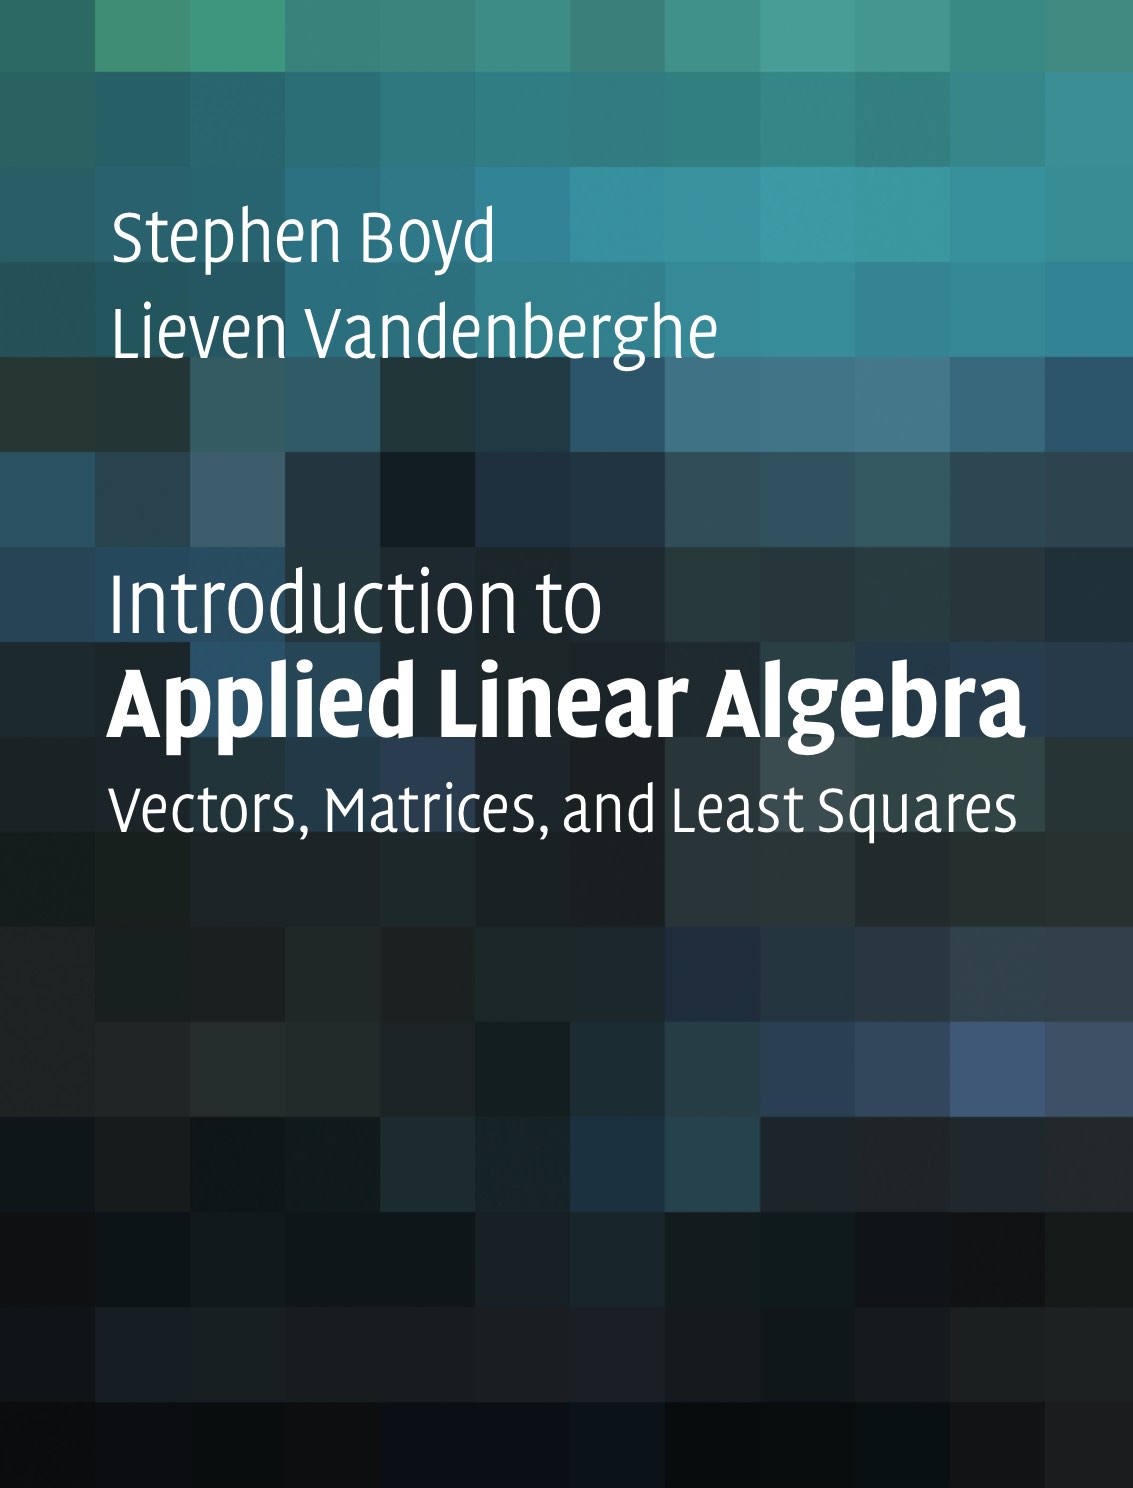 Stephen Boyd
Lieven Vandenberghe
Introduction to
Applied Linear Algebra
Vectors, Matrices, and Least Squares